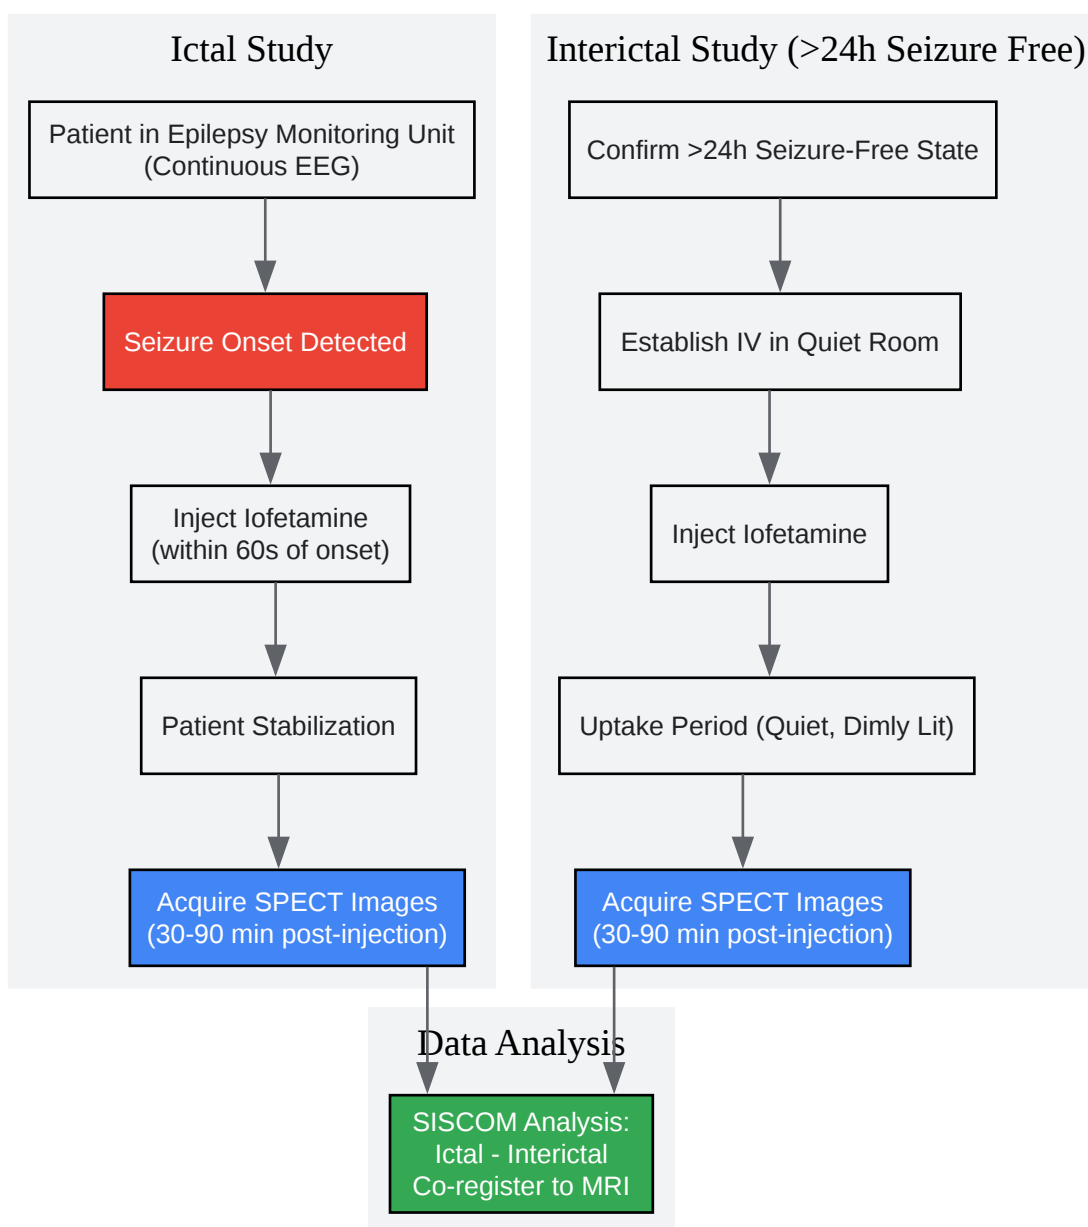 Ictal Study
Patient in Epilepsy Monitoring Unit
(Continuous EEG)
Seizure Onset Detected
Inject Iofetamine
(within 60s of onset)
Patient Stabilization
Acquire SPECT Images
(30-90 min post-injection)
Interictal Study (>24h Seizure Free)
Confirm >24h Seizure-Free State
Establish IV in Quiet Room
Inject Iofetamine
Uptake Period (Quiet, Dimly Lit)
Acquire SPECT Images
(30-90 min post-injection)
Data Analysis
SISCOM Analysis:
Ictal - Interictal
Co-register to MRI